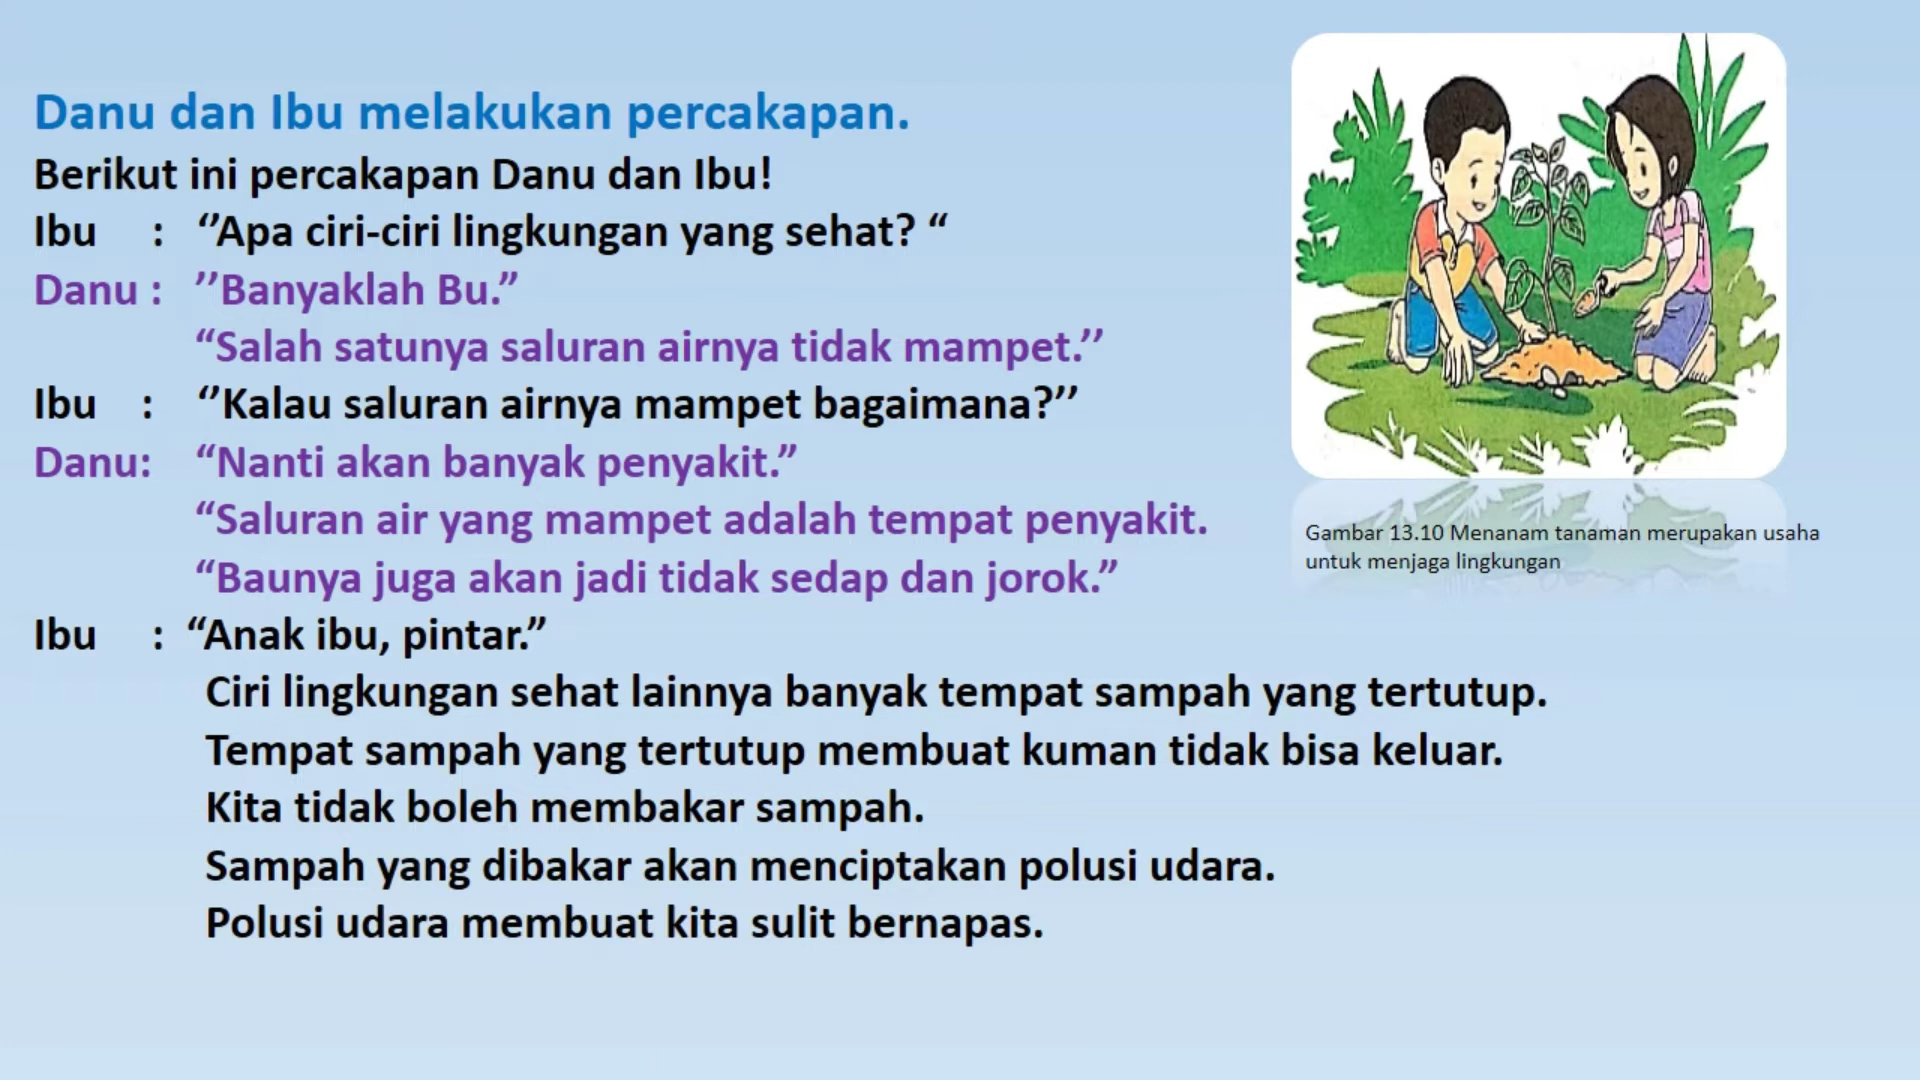 Danu dan Ibu melakukan percakapan.
Berikut ini percakapan Danu dan Ibu!
Ibu : ‘’Apa ciri-ciri lingkungan yang sehat? “
Danu : ’’Banyaklah Bu.”
“Salah satunya saluran airnya tidak mampet.’’
Ibu : ‘’Kalau saluran airnya mampet bagaimana?’’
Danu: “Nanti akan banyak penyakit.”
“Saluran air yang mampet adalah tempat penyakit.
“Baunya juga akan jadi tidak sedap dan jorok.”
Ibu : “Anak ibu, pintar.”
Ciri lingkungan sehat lainnya banyak tempat sampah yang tertutup.
Tempat sampah yang tertutup membuat kuman tidak bisa keluar.
Kita tidak boleh membakar sampah.
Sampah yang dibakar akan menciptakan polusi udara.
Polusi udara membuat kita sulit bernapas.
Gambar 13.10 Menanam tanaman merupakan usaha
untuk menjaga lingkungan